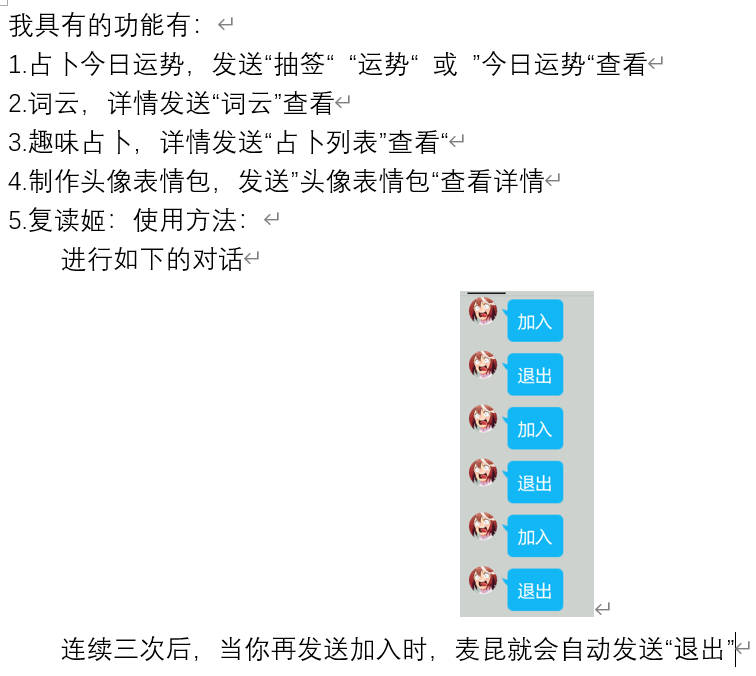 我具有的功能有：
1.占卜今日运势，发送“抽签“ “运势“ 或 ”今日运势“查看
2.词云，详情发送“词云”查看
3.趣味占卜，详情发送“占卜列表”查看“
4.制作头像表情包，发送”头像表情包“查看详情
5.复读姬：使用方法：
进行如下的对话
加入
退出
加入
退出
加入
退出
连续三次后，当你再发送加入时，麦昆就会自动发送“退出”